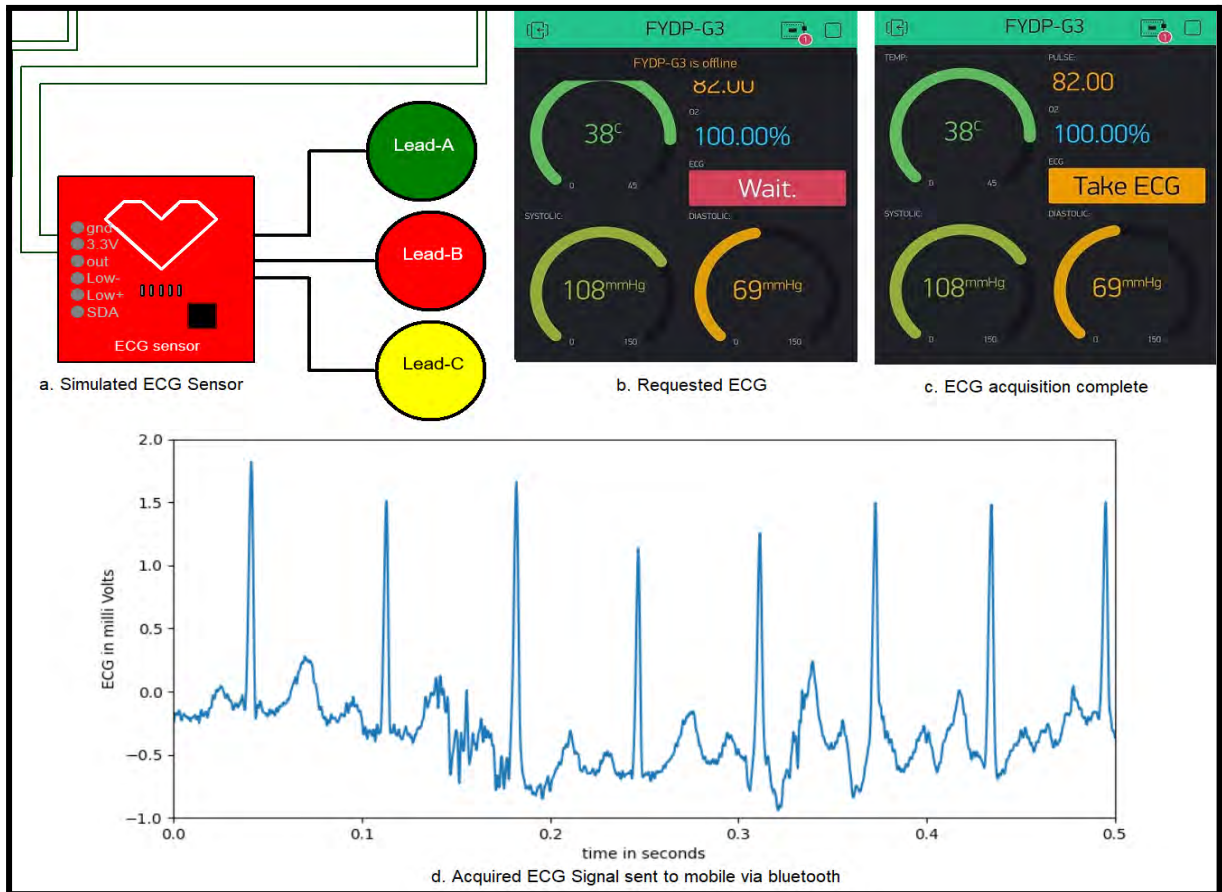 Lead-A
Lead-B
Lead-C
gnd
3.3V
out
Low-
Low+
SDA
ECG sensor
a. Simulated ECG Sensor
FYDP-G3
1
FYDP-G3 is offline
82.00
38C
O2
100.00%
0 45
ECG
Wait.
SYSTOLIC:
DIASTOLIC:
108mmHg
69mmHg
0 150
0 150
b. Requested ECG
FYDP-G3
1
TEMP:
PULSE:
82.00
38C
O2
100.00%
0 45
ECG
Take ECG
SYSTOLIC:
DIASTOLIC:
108mmHg
69mmHg
0 150
0 150
c. ECG acquisition complete
2.0
1.5
1.0
0.5
0.0
−0.5
−1.0
ECG in milli Volts
0.0 0.1 0.2 0.3 0.4 0.5
time in seconds
d. Acquired ECG Signal sent to mobile via bluetooth